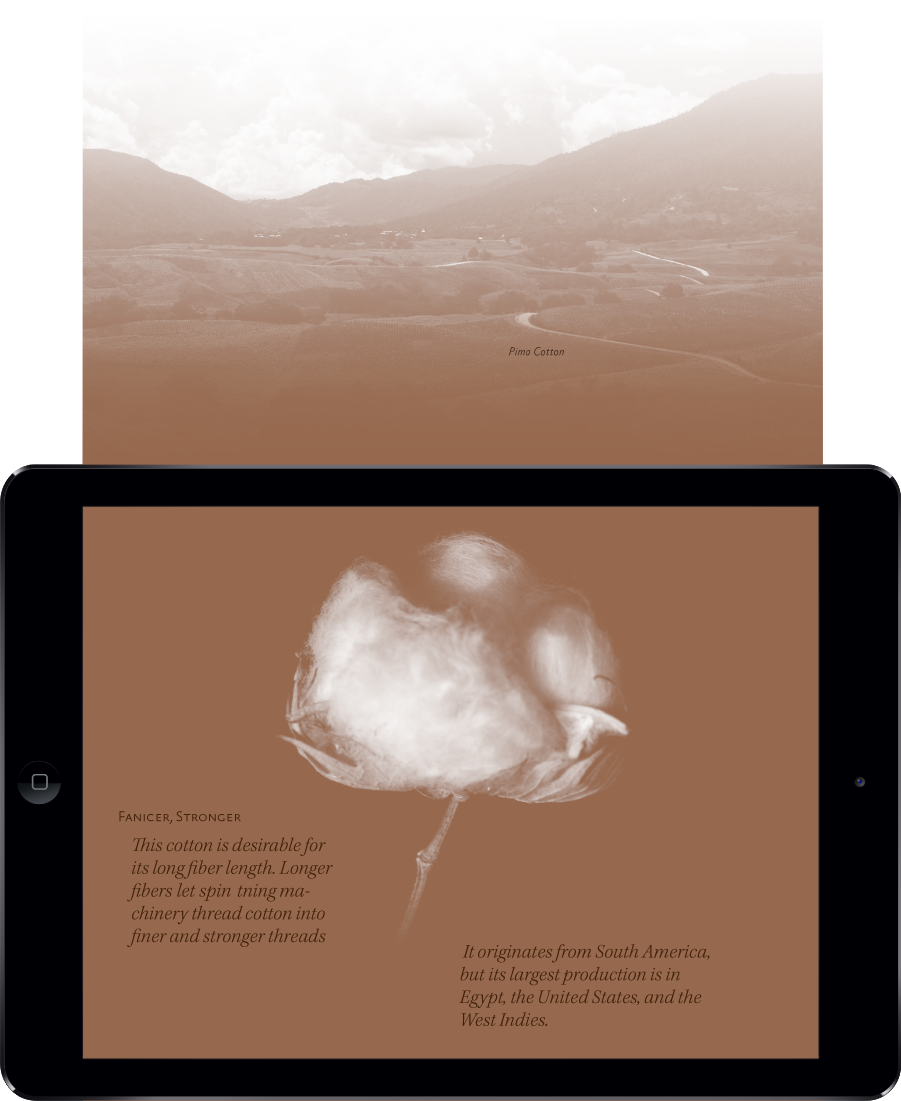 Pima Cotton
Fanicer, Stronger
This cotton is desirable for
its long fiber length. Longer
fibers let spin tning ma-
chinery thread cotton into
finer and stronger threads
It originates from South America,
but its largest production is in
Egypt, the United States, and the
West Indies.